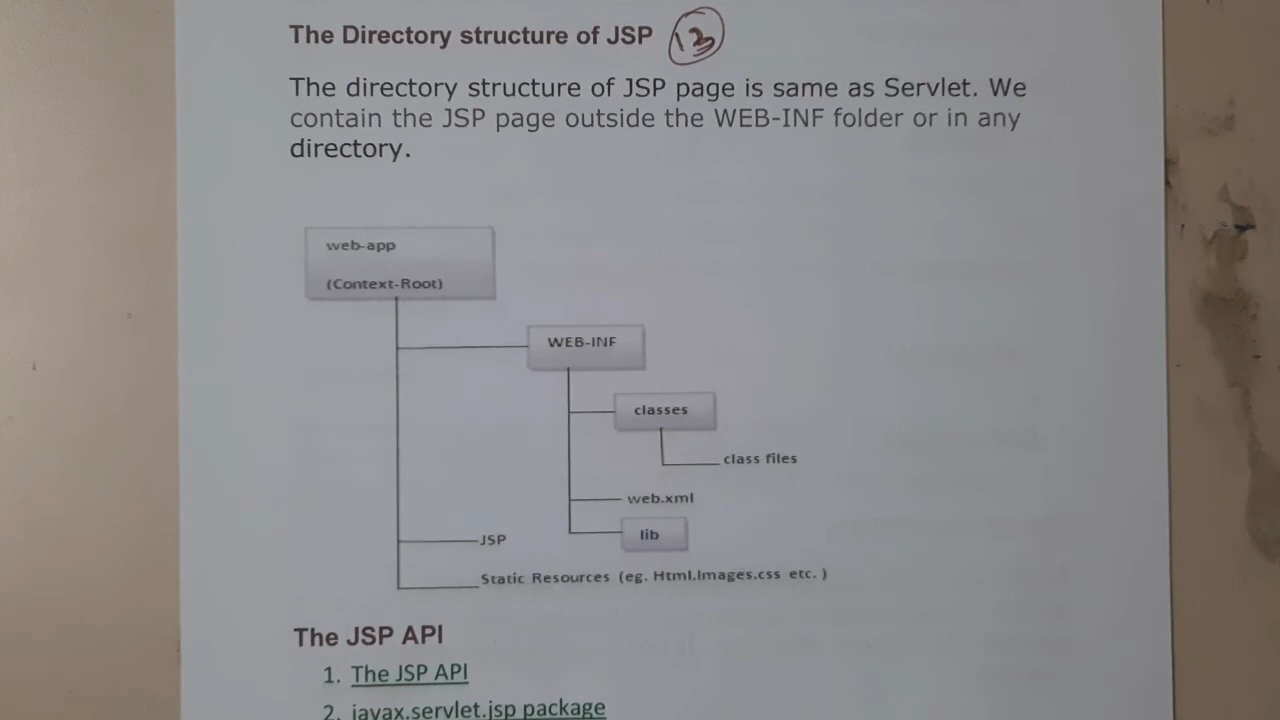 The Directory structure of JSP 13
The directory structure of JSP page is same as Servlet. We
contain the JSP page outside the WEB-INF folder or in any
directory.
web-app
(Context-Root)
WEB-INF
classes
class files
web.xml
lib
JSP
Static Resources (eg. Html.Images.css etc. )
The JSP API
1. The JSP API
2. javax.servlet.jsp package